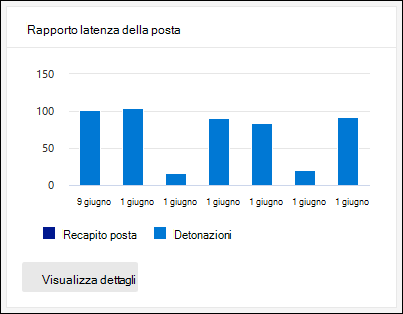 Rapporto latenza della posta
150
100
50
0
9 giugno 1 giugno 1 giugno 1 giugno 1 giugno 1 giugno 1 giugno
Recapito posta Detonazioni
Visualizza dettagli